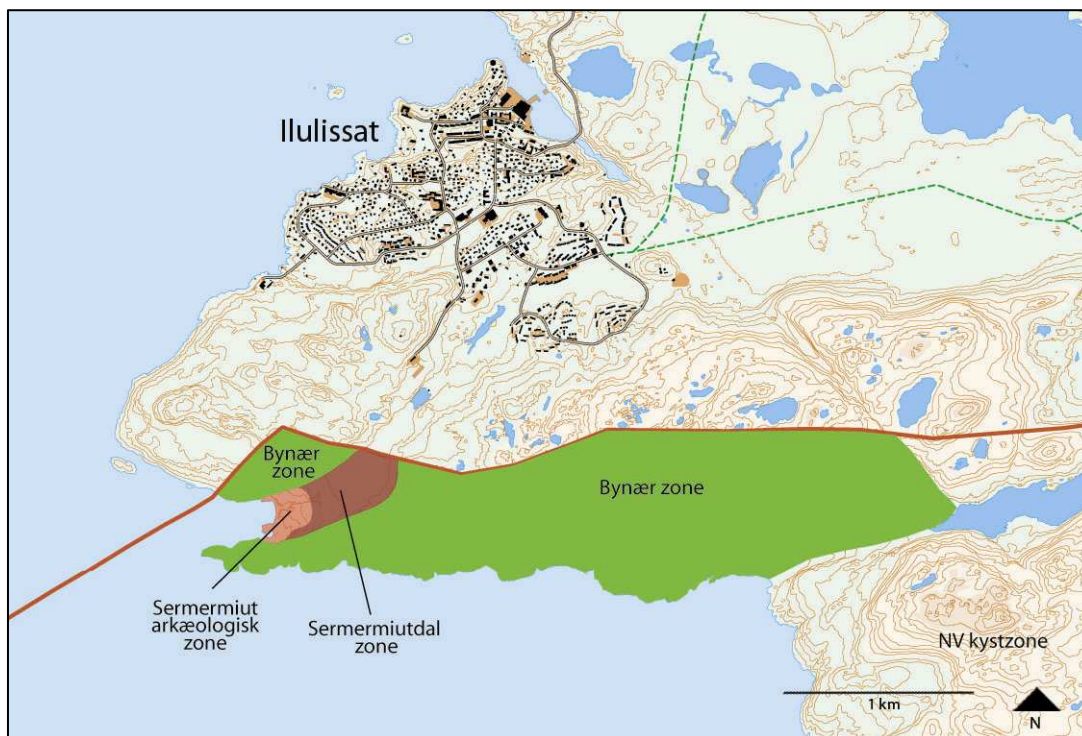 Ilulissat
Bynær
zone
Bynær zone
Sermermiut
arkæologisk
zone
Sermermiutdal
zone
NV kystzone
1 km
N